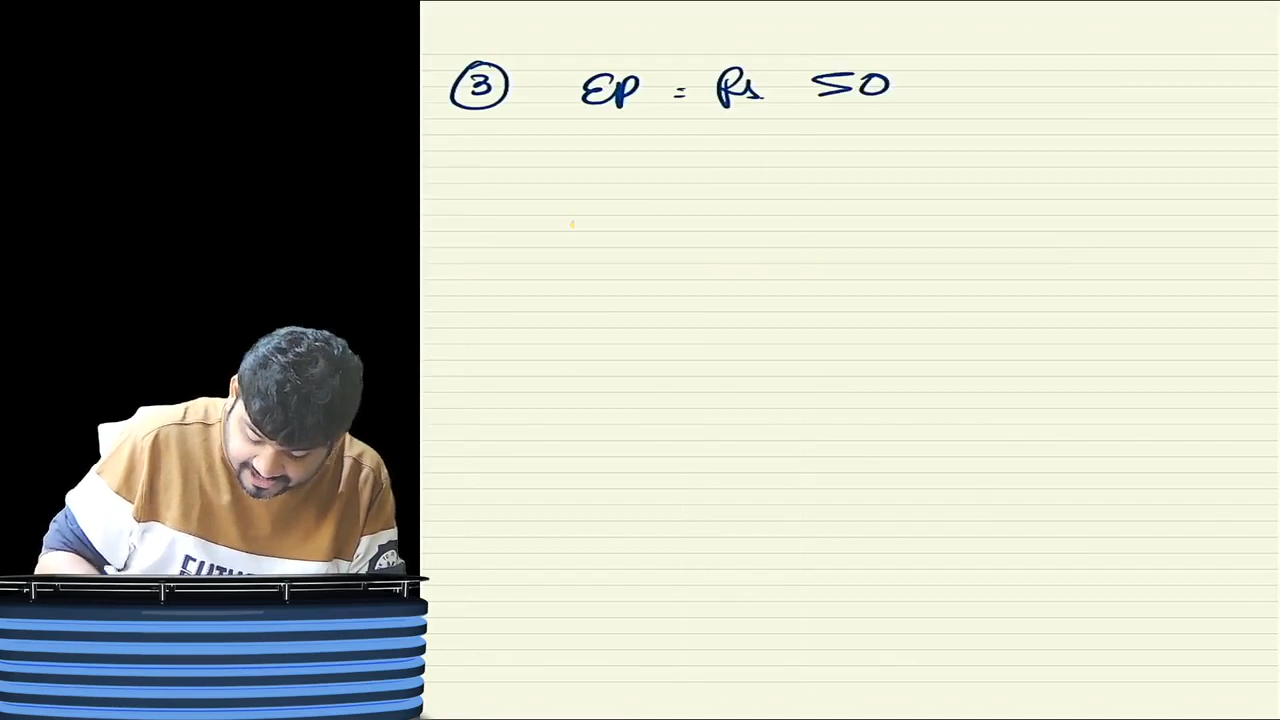 ③ EP = Rs 50